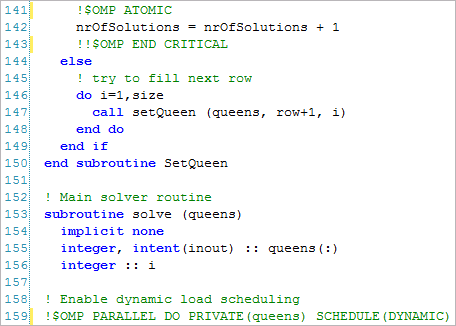 141 !$OMP ATOMIC
142 nrOfSolutions = nrOfSolutions + 1
143 !!$OMP END CRITICAL
144 else
145 ! try to fill next row
146 do i=1,size
147 call setQueen (queens, row+1, i)
148 end do
149 end if
150 end subroutine SetQueen
151
152 ! Main solver routine
153 subroutine solve (queens)
154 implicit none
155 integer, intent(inout) :: queens(:)
156 integer :: i
157
158 ! Enable dynamic load scheduling
159 !$OMP PARALLEL DO PRIVATE(queens) SCHEDULE(DYNAMIC)